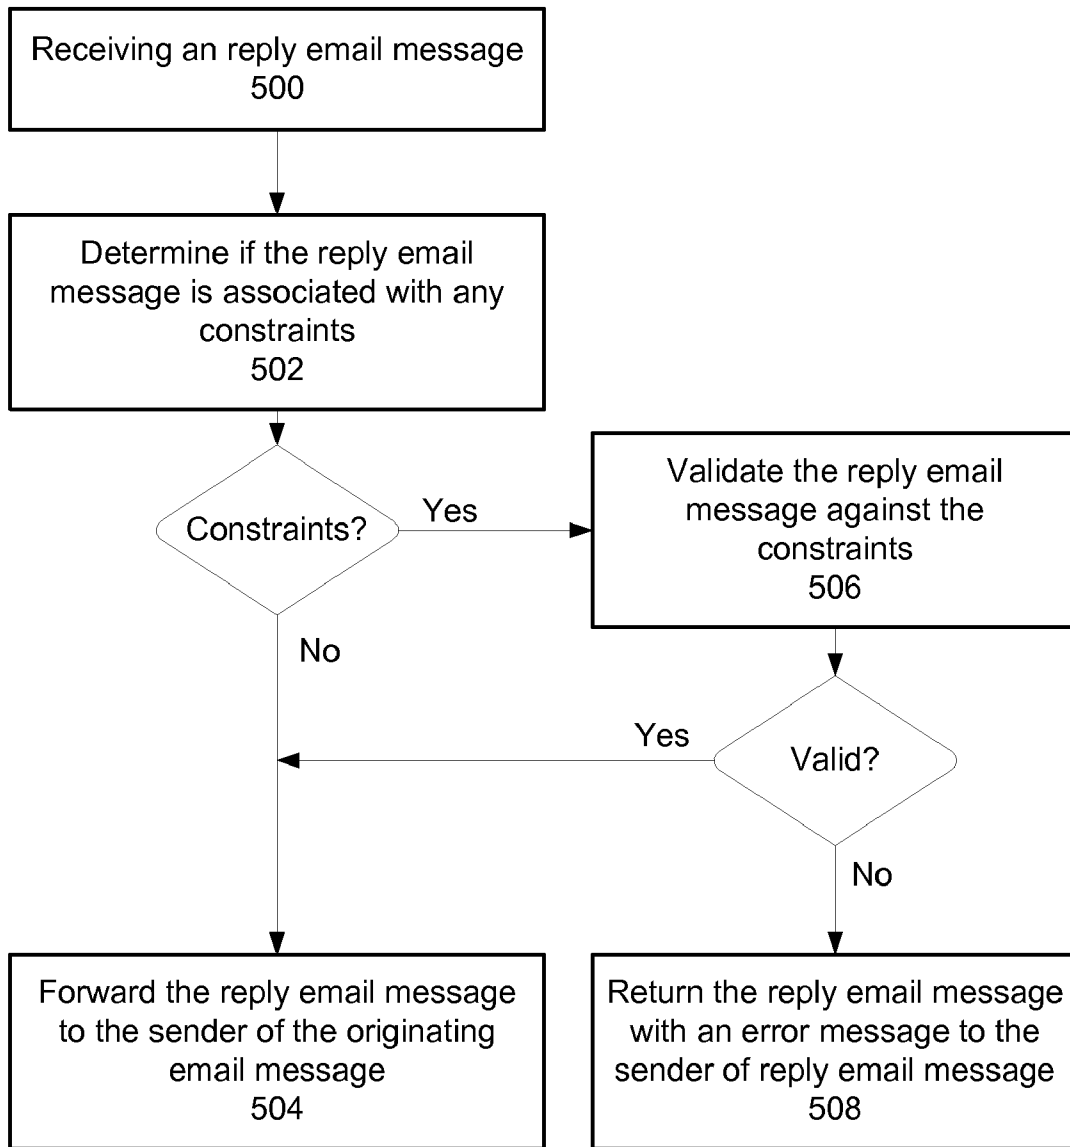 Receiving an reply email message
500
Determine if the reply email
message is associated with any
constraints
502
Constraints?
Yes
No
Validate the reply email
message against the
constraints
506
Valid?
Yes
No
Forward the reply email message
to the sender of the originating
email message
504
Return the reply email message
with an error message to the
sender of reply email message
508